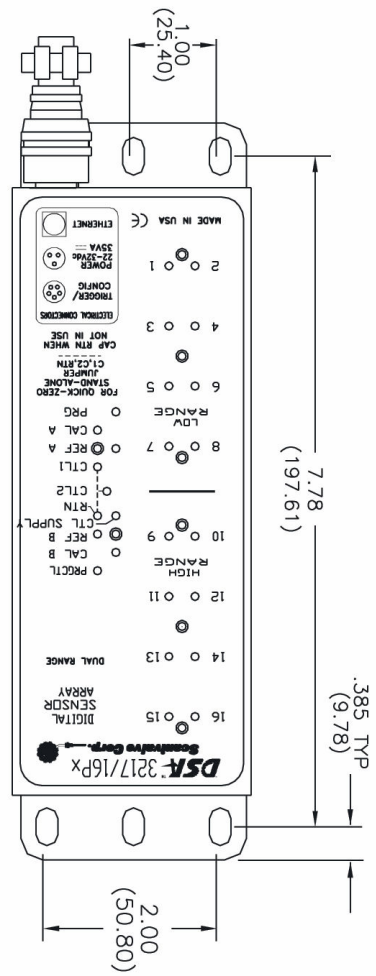 1.00
(25.40)
7.78
(197.61)
.385 TYP
(9.78)
2.00
(50.80)
DSA™ 3217/16Px
Scanivalve Corp.
DIGITAL
SENSOR
ARRAY
DUAL RANGE
16 15
14 13
12 11
HIGH
RANGE
10 9
8 7
LOW
RANGE
6 5
4 3
2 1
MADE IN USA CE
PRGCTL
CAL B
REF B
CTL SUPPLY
RTN
CTL2
CTL1
REF A
CAL A
PRG
FOR QUICK-ZERO
STAND-ALONE
JUMPER
C1,C2,RTN
CAP RTN WHEN
NOT IN USE
ELECTRICAL CONNECTORS
TRIGGER/
CONFIG
POWER
22-32Vdc
35VA
ETHERNET